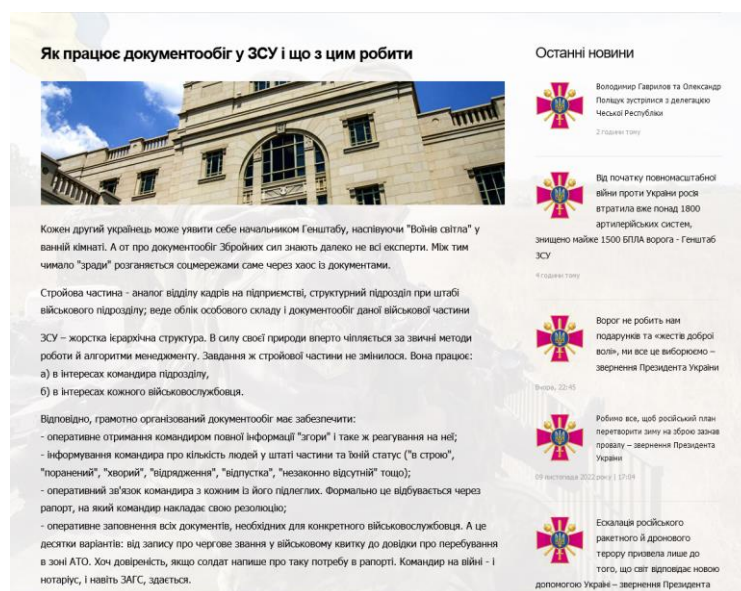 Як працює документообіг у ЗСУ і що з цим робити
Кожен другий українець може уявити себе начальником Генштабу, наспівуючи "Воїнів світла" у
ванній кімнаті. А от про документообіг Збройних сил знають далеко не всі експерти. Між тим
чимало "зради" розганяється соцмережами саме через хаос із документами.
Стройова частина - аналог відділу кадрів на підприємстві, структурний підрозділ при штабі
військового підрозділу; веде облік особового складу і документообіг даної військової частини
ЗСУ – жорстка ієрархічна структура. В силу своєї природи вперто чіпляється за звичні методи
роботи й алгоритми менеджменту. Завдання ж стройової частини не змінилося. Вона працює:
а) в інтересах командира підрозділу,
б) в інтересах кожного військовослужбовця.
Відповідно, грамотно організований документообіг має забезпечити:
- оперативне отримання командиром повної інформації "згори" і таке ж реагування на неї;
- інформування командира про кількість людей у штаті частини та їхній статус ("в строю",
"поранений", "хворий", "відрядження", "відпустка", "незаконно відсутній" тощо);
- оперативний зв'язок командира з кожним із його підлеглих. Формально це відбувається через
рапорт, на який командир накладає свою резолюцію;
- оперативне заповнення всіх документів, необхідних для конкретного військовослужбовця. А це
десятки варіантів: від запису про чергове звання у військовому квитку до довідки про перебування
в зоні АТО. Хоч довіреність, якщо солдат напише про таку потребу в рапорті. Командир на війні - і
нотаріус, і навіть ЗАГС, здається.
Останні новини
Володимир Гаврилов та Олександр
Поліщук зустрілися з делегацією
Чеської Республіки
2 години тому
Від початку повномасштабної
війни проти України росія
втратила вже понад 1800
артилерійських систем,
знищено майже 1500 БПЛА ворога - Генштаб
ЗСУ
4 години тому
Ворог не робить нам
подарунків та «жестів доброї
волі», ми все це виборюємо –
звернення Президента України
Вчора, 22:45
Робимо все, щоб російський план
перетворити зиму на зброю зазнав
провалу – звернення Президента
України
09 листопада 2022 року | 17:04
Ескалація російського
ракетного й дронового
терору призвела лише до
того, що світ відповідає новою
допомогою Україні – звернення Президента